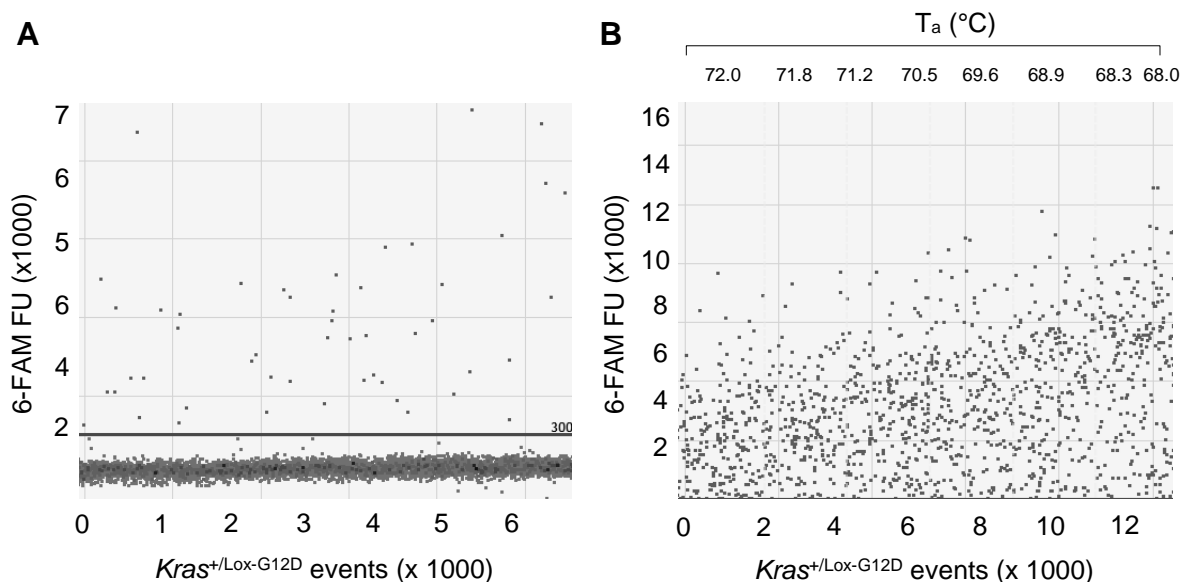 A
7
6
5
6
4
2
300
0 1 2 3 4 5 6
6-FAM FU (x1000)
Kras+/Lox-G12D events (x 1000)
B
Ta (°C)
72.0 71.8 71.2 70.5 69.6 68.9 68.3 68.0
16
14
12
10
8
6
4
2
0 2 4 6 8 10 12
6-FAM FU (x1000)
Kras+/Lox-G12D events (x 1000)